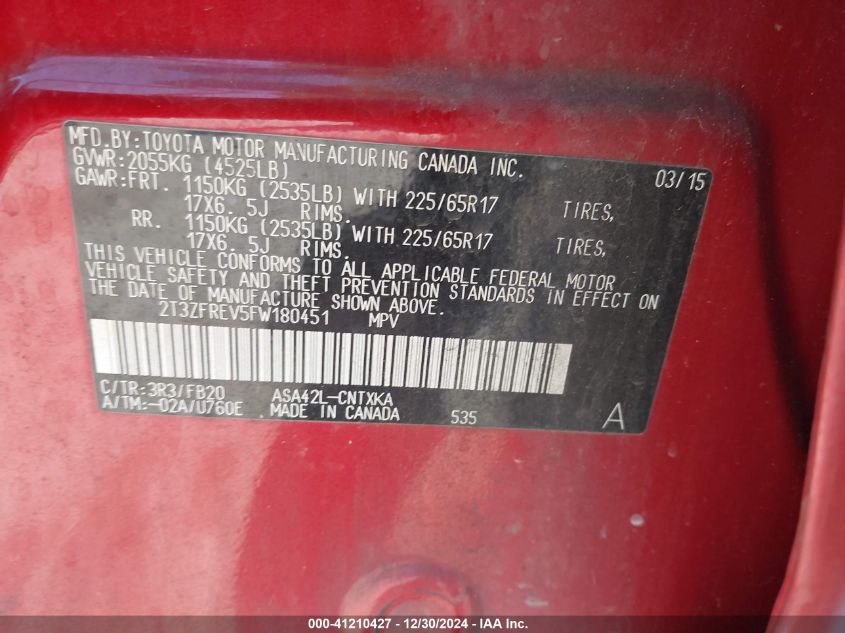 MFD.BY:TOYOTA MOTOR MANUFACTURING CANADA INC.
GVWR:2055KG (4525LB) 03/15
GAWR:FRT. 1150KG (2535LB) WITH 225/65R17 TIRES,
17X6.5J RIMS.
RR. 1150KG (2535LB) WITH 225/65R17 TIRES,
17X6.5J RIMS.
THIS VEHICLE CONFORMS TO ALL APPLICABLE FEDERAL MOTOR
VEHICLE SAFETY AND THEFT PREVENTION STANDARDS IN EFFECT ON
THE DATE OF MANUFACTURE SHOWN ABOVE.
2T3ZFREV5FW180451 MPV
C/TR:3R3/FB20 ASA42L-CNTXKA
A/TM:-02A/U760E MADE IN CANADA 535 A
000-41210427 - 12/30/2024 - IAA Inc.